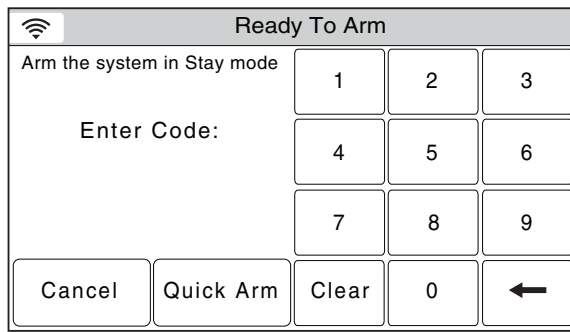 Ready To Arm
Arm the system in Stay mode
Enter Code:
1 2 3
4 5 6
7 8 9
Cancel Quick Arm Clear 0